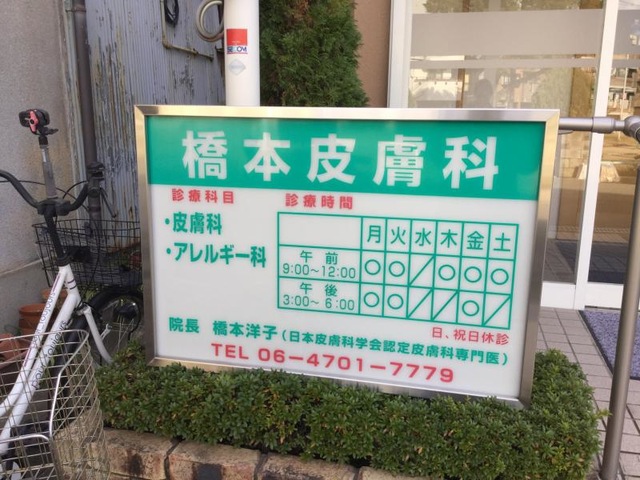 橋本皮膚科
診療科目
・皮膚科
・アレルギー科
診療時間
月 火 水 木 金 土
午前 9:00〜12:00 ○ ○ ／ ○ ○ ○
午後 3:00〜6:00 ○ ○ ／ ／ ○ ／
日、祝日休診
院長 橋本洋子(日本皮膚科学会認定皮膚科専門医)
TEL 06-4701-7779